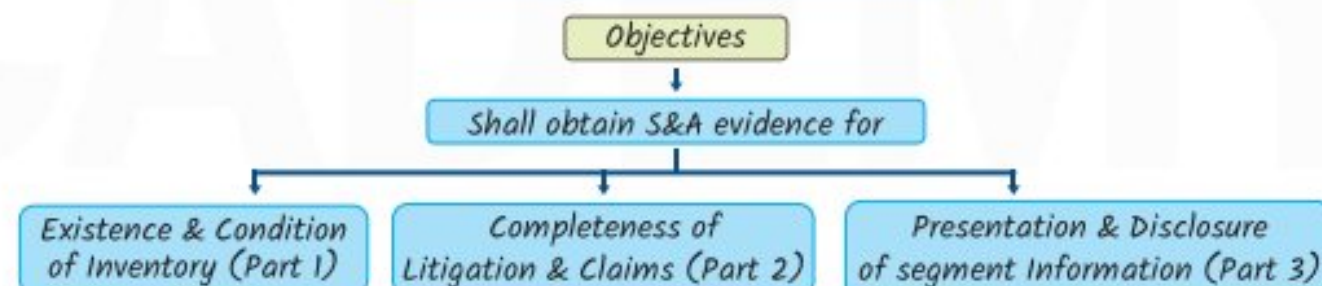 Objectives
Shall obtain S&A evidence for
Existence & Condition
of Inventory (Part 1)
Completeness of
Litigation & Claims (Part 2)
Presentation & Disclosure
of segment Information (Part 3)